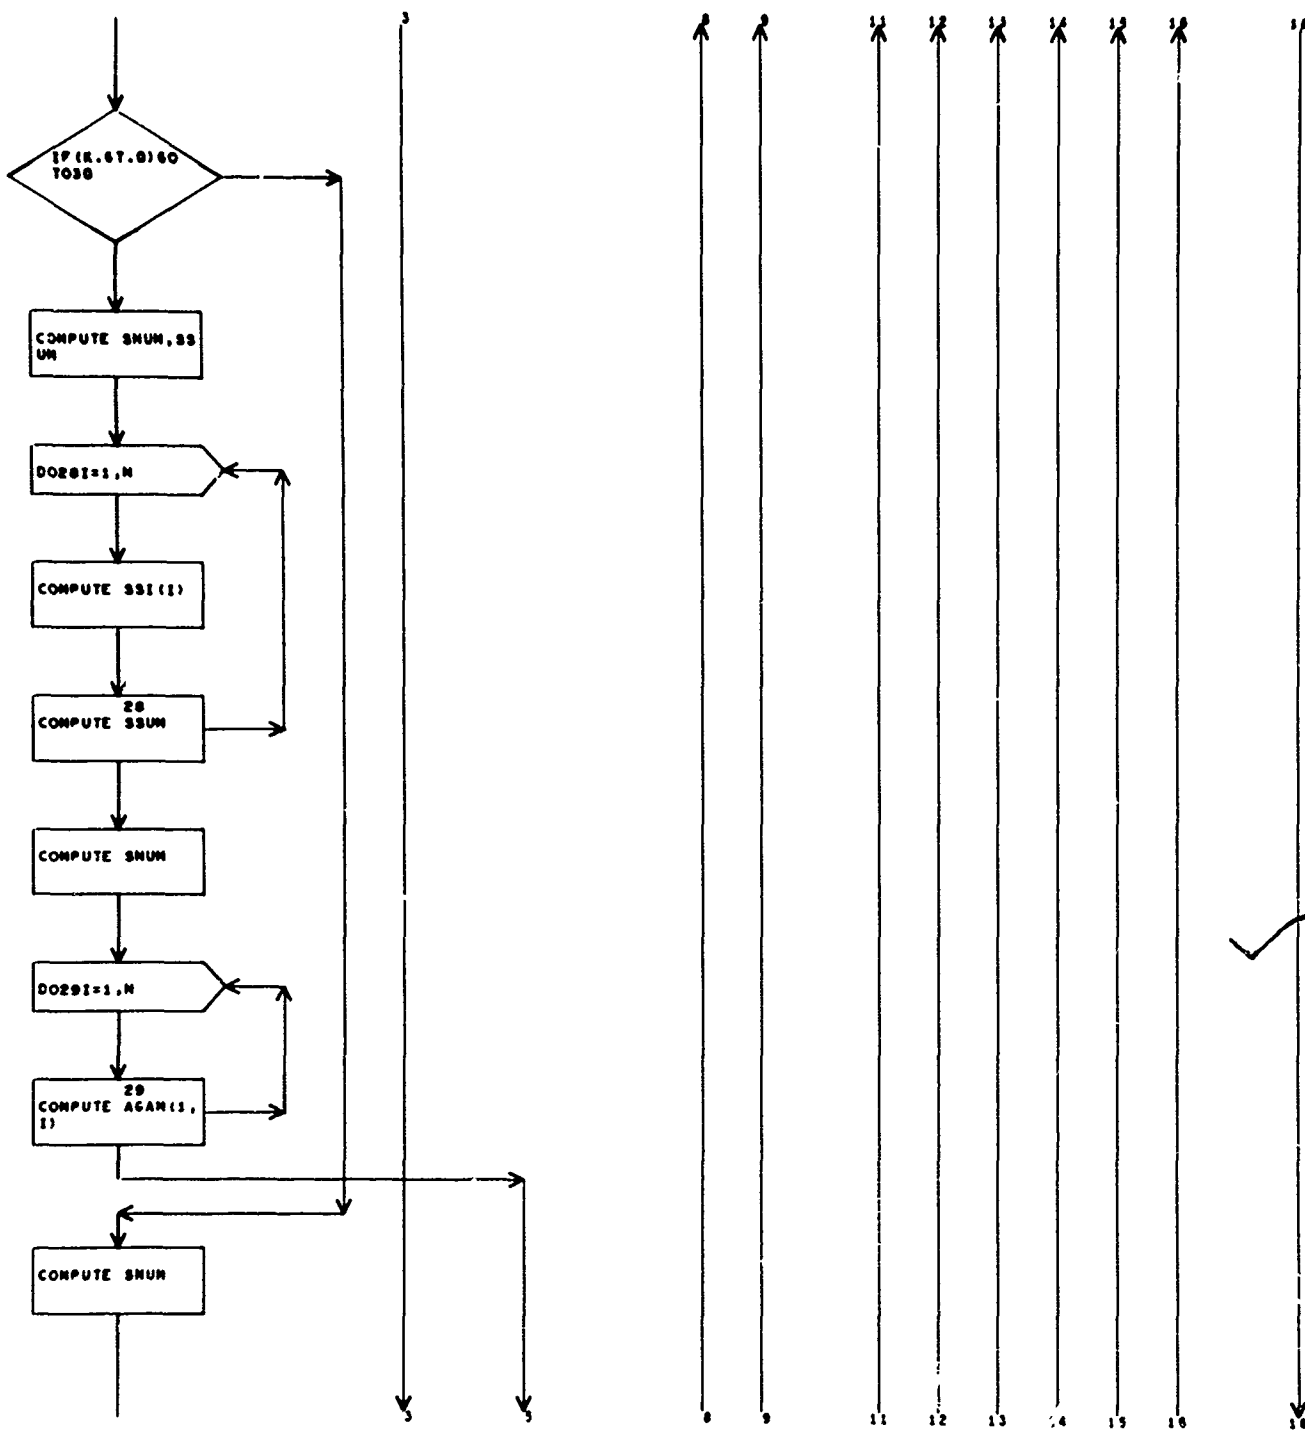 3 8 9 11 12 13 14 15 16
IF(K.GT.0)GO
TO30
COMPUTE SNUM,SS
UM
DO28I=1,N
COMPUTE SSI(I)
28
COMPUTE SSUM
COMPUTE SNUM
DO29I=1,N
29
COMPUTE AGAM(1,
I)
COMPUTE SNUM
3 5 8 9 11 12 13 14 15 16 18